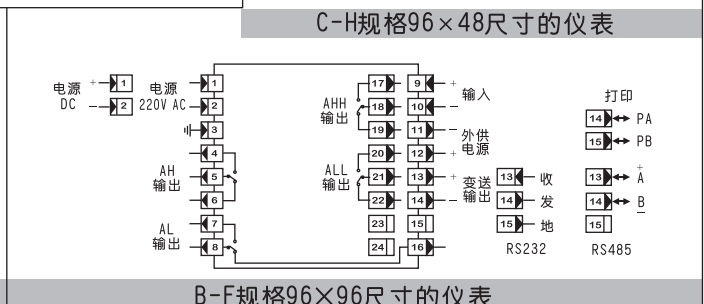 C-H规格96×48尺寸的仪表
电源 DC
+ 1
− 2
电源 220V AC
1
2
3
4
AH 输出
5
6
7
AL 输出
8
17
AHH 输出
18
19
20
ALL 输出
21
22
23
24
9 +
输入
10 −
11 −
外供电源
12 +
13 +
变送输出
14 −
15
16
13 收
14 发
15 地
RS232
打印
14 PA
15 PB
13 + A
14 B −
15
RS485
B-F规格96×96尺寸的仪表